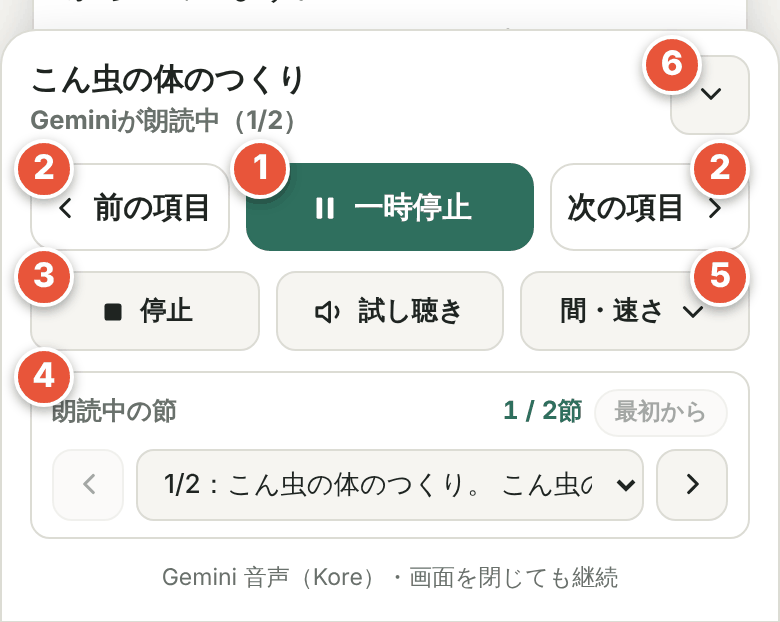 こん虫の体のつくり
6
Geminiが朗読中（1/2）
2
1
2
前の項目
一時停止
次の項目
3
5
停止
試し聴き
間・速さ
4
朗読中の節
1 / 2節
最初から
1/2：こん虫の体のつくり。 こん虫
Gemini 音声（Kore）・画面を閉じても継続